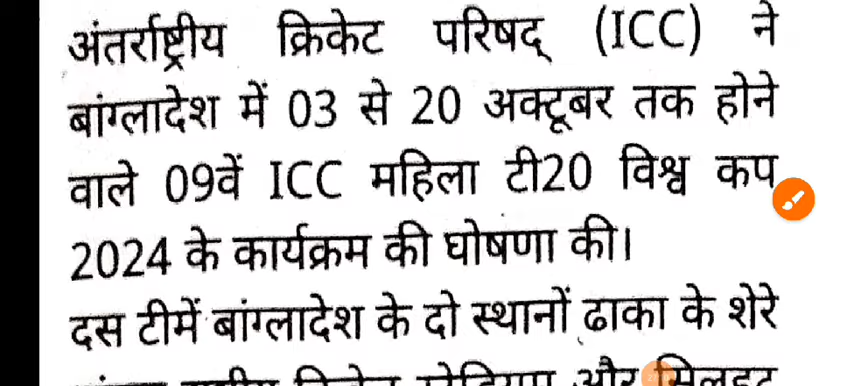 अंतर्राष्ट्रीय क्रिकेट परिषद् (ICC) ने
बांग्लादेश में 03 से 20 अक्टूबर तक होने
वाले 09वें ICC महिला टी20 विश्व कप
2024 के कार्यक्रम की घोषणा की।
दस टीमें बांग्लादेश के दो स्थानों ढाका के शेरे
और